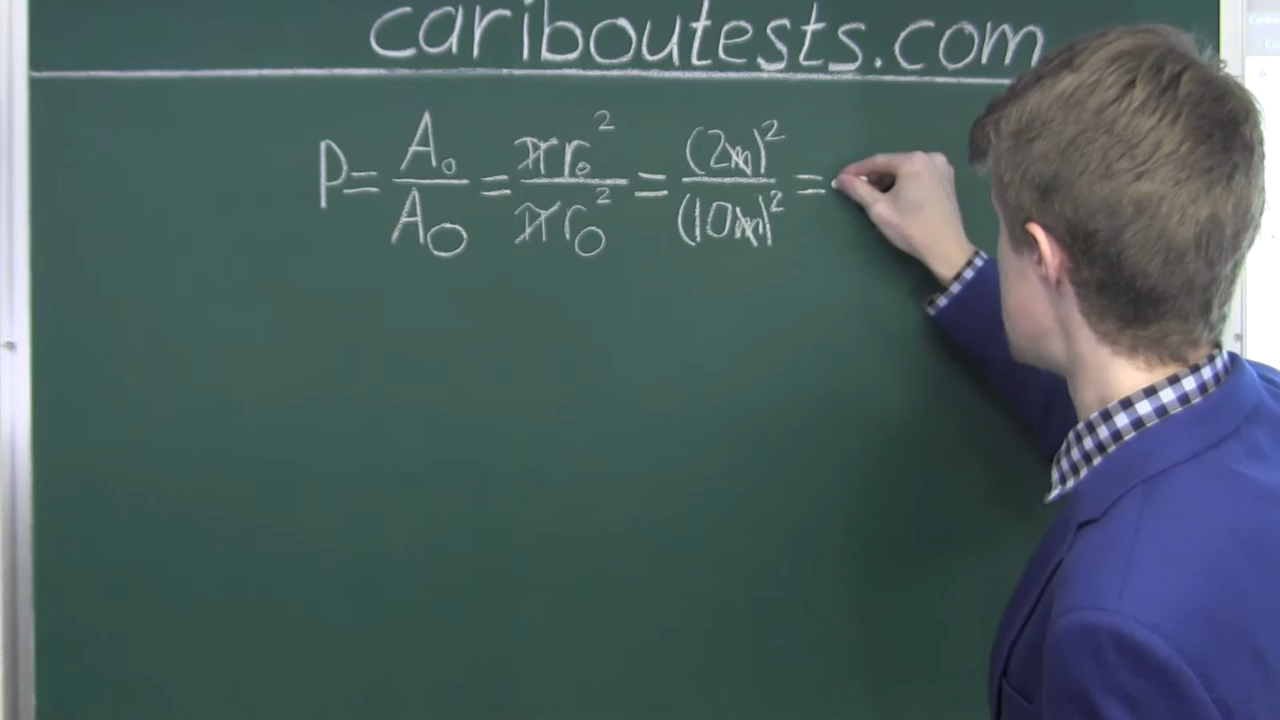 cariboutests.com
P = A₀/A_O = πr₀²/πr_O² = (2m)²/(10m)² =